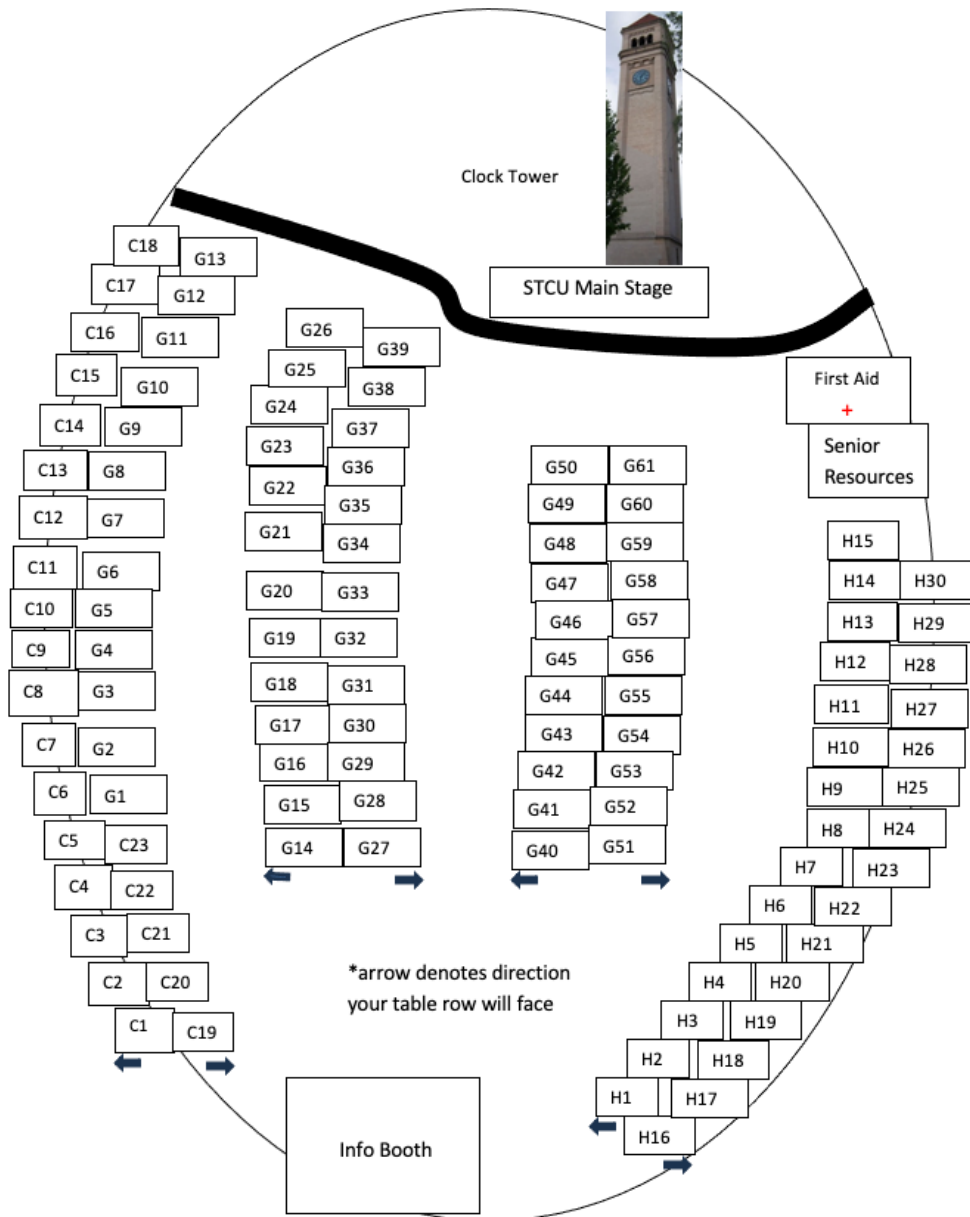 Clock Tower
STCU Main Stage
First Aid
+
Senior
Resources
C18
G13
C17
G12
C16
G11
C15
G10
C14
G9
C13
G8
C12
G7
C11
G6
C10
G5
C9
G4
C8
G3
C7
G2
C6
G1
C5
C23
C4
C22
C3
C21
C2
C20
C1
C19
G26
G39
G25
G38
G24
G37
G23
G36
G22
G35
G21
G34
G20
G33
G19
G32
G18
G31
G17
G30
G16
G29
G15
G28
G14
G27
G50
G61
G49
G60
G48
G59
G47
G58
G46
G57
G45
G56
G44
G55
G43
G54
G42
G53
G41
G52
G40
G51
H15
H14
H30
H13
H29
H12
H28
H11
H27
H10
H26
H9
H25
H8
H24
H7
H23
H6
H22
H5
H21
H4
H20
H3
H19
H2
H18
H1
H17
H16
*arrow denotes direction
your table row will face
Info Booth